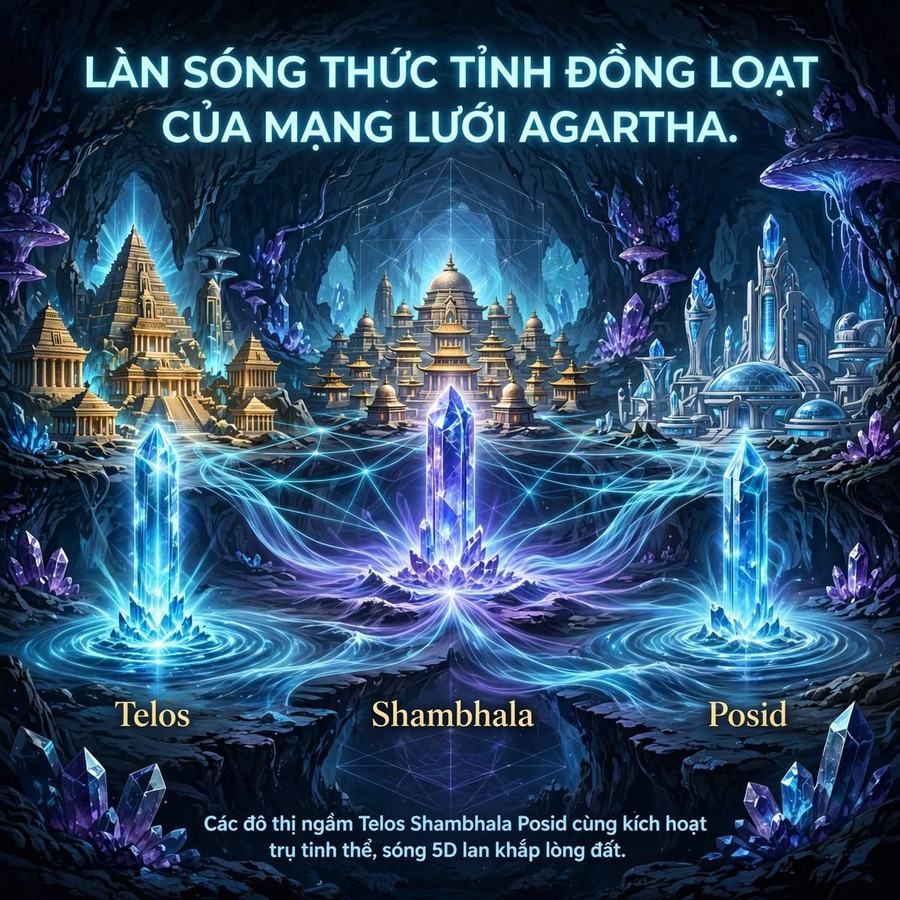 LÀN SÓNG THỨC TỈNH ĐỒNG LOẠT
CỦA MẠNG LƯỚI AGARTHA.
Telos
Shambhala
Posid
Các đô thị ngầm Telos Shambhala Posid cùng kích hoạt
trụ tinh thể, sóng 5D lan khắp lòng đất.